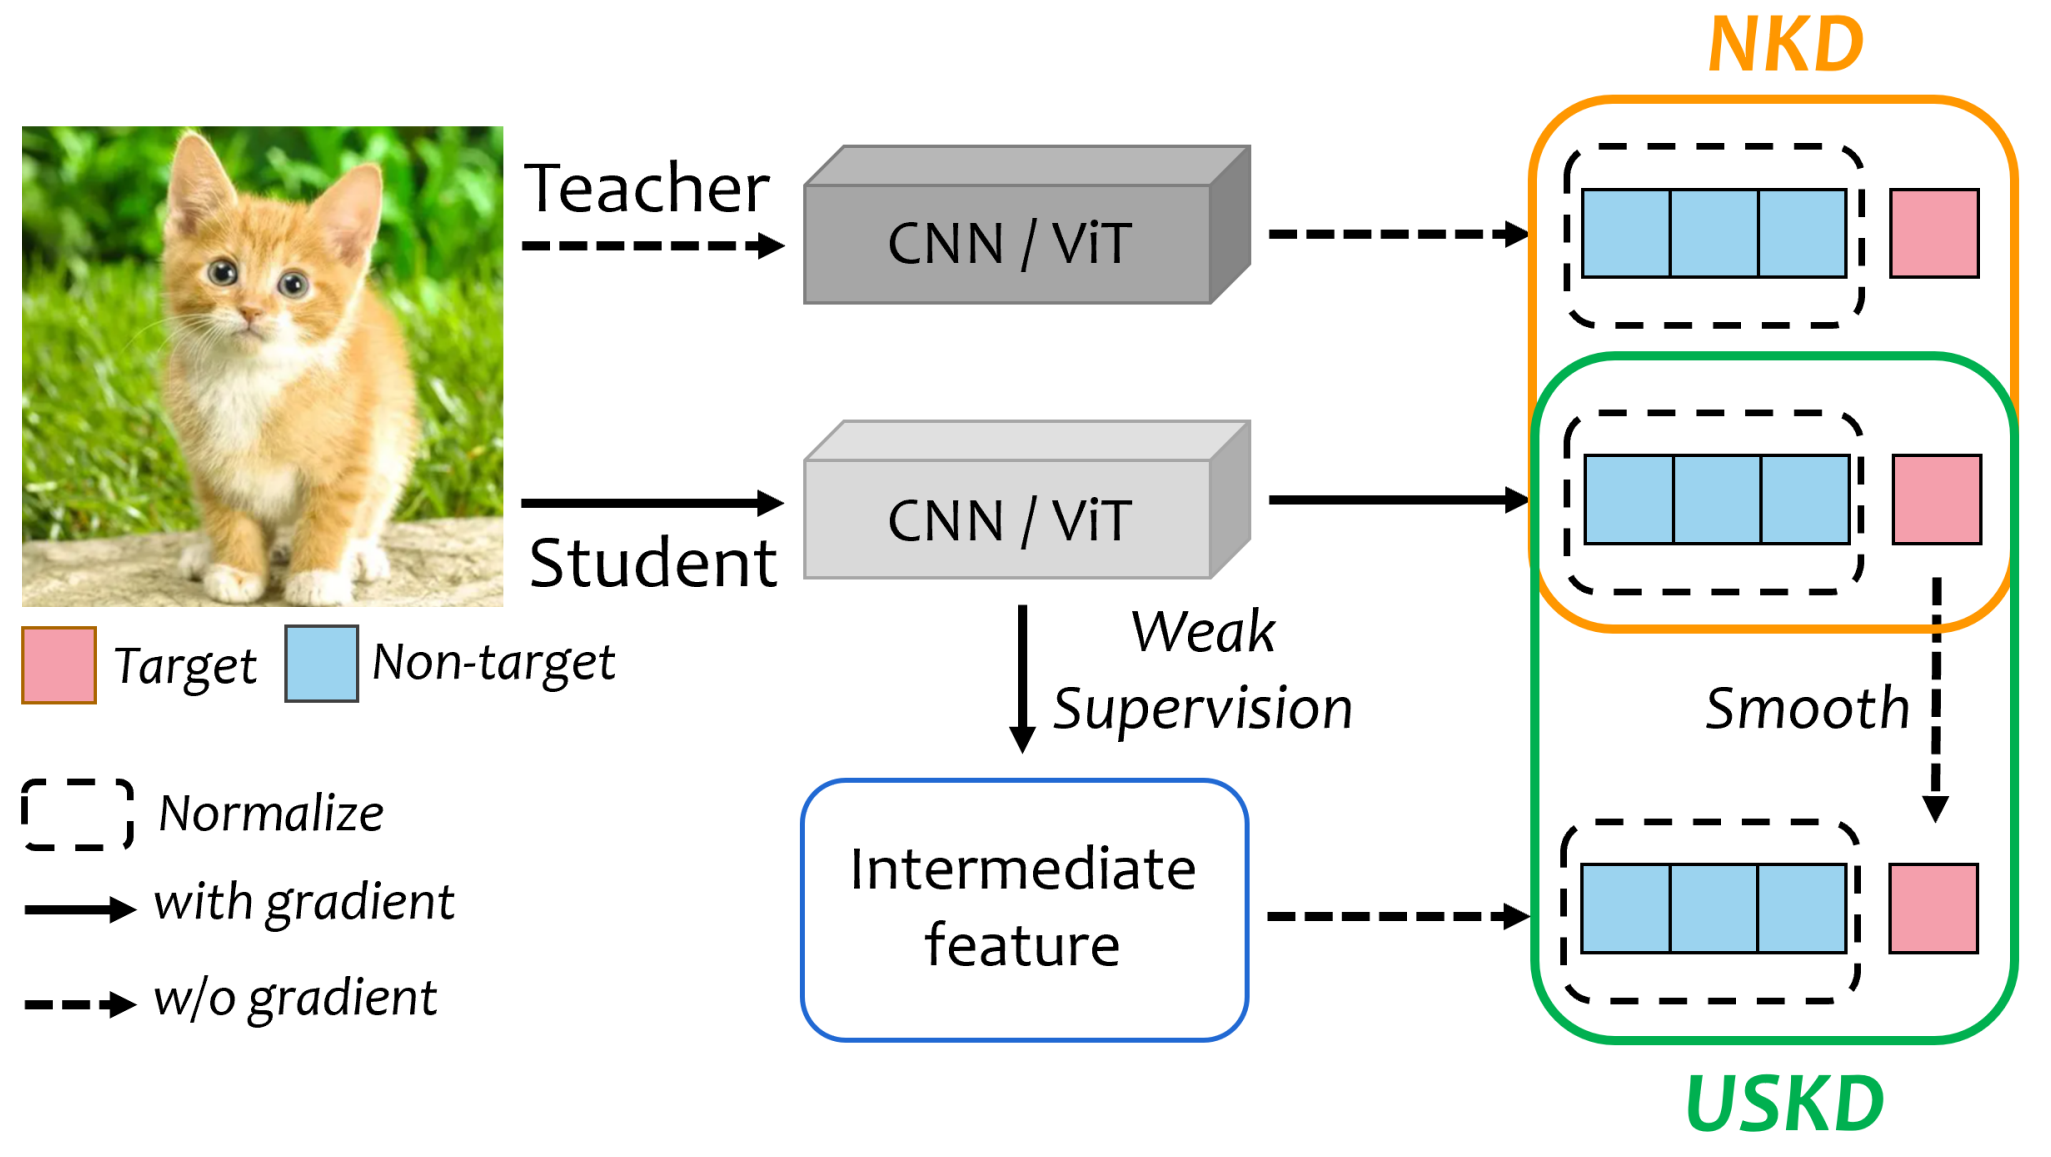 NKD
Teacher
CNN / ViT
CNN / ViT
Student
Weak
Supervision
Target
Non-target
Smooth
Normalize
Intermediate
feature
with gradient
w/o gradient
USKD